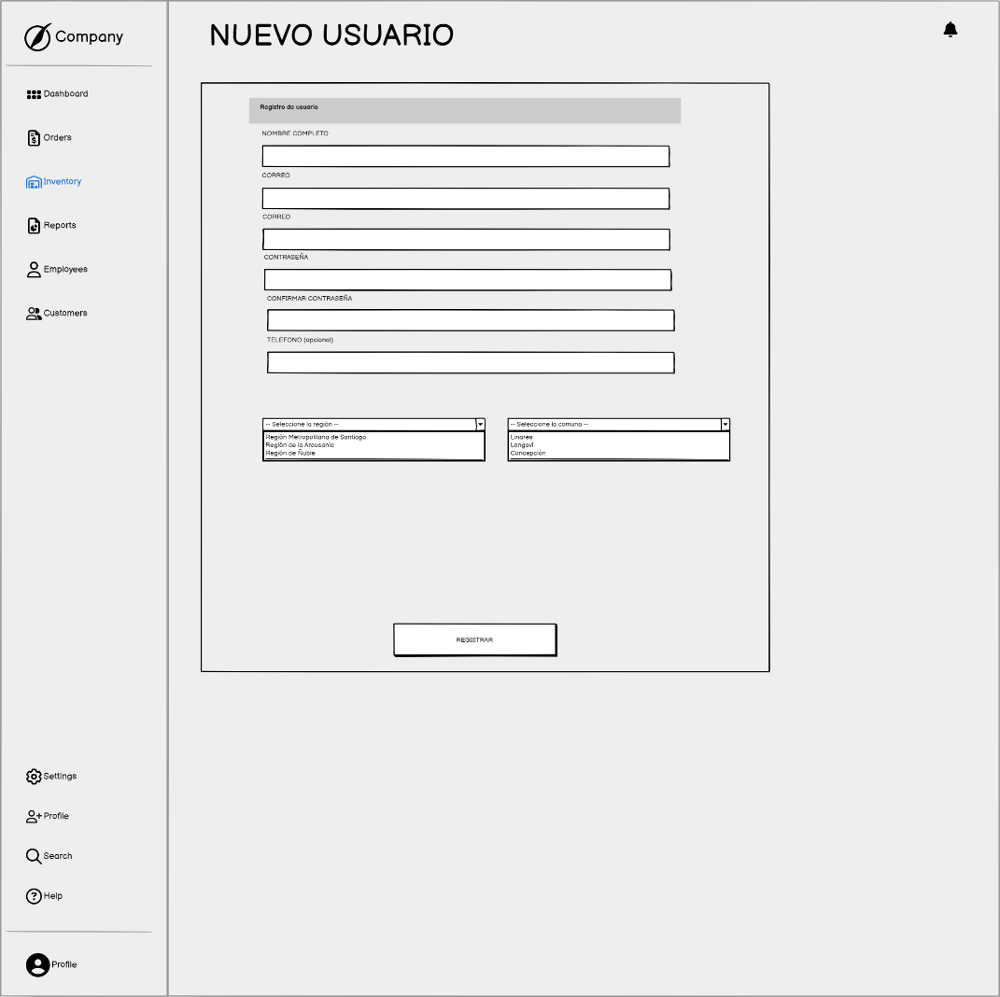 Company
Dashboard
Orders
Inventory
Reports
Employees
Customers
Settings
Profile
Search
Help
Profile
NUEVO USUARIO
Registro de usuario
NOMBRE COMPLETO
CORREO
CORREO
CONTRASEÑA
CONFIRMAR CONTRASEÑA
TELEFONO (opcional)
-- Seleccione la región --
Región Metropolitana de Santiago
Región de la Araucanía
Región de Ñuble
-- Seleccione la comuna --
Linares
Longaví
Concepción
REGISTRAR